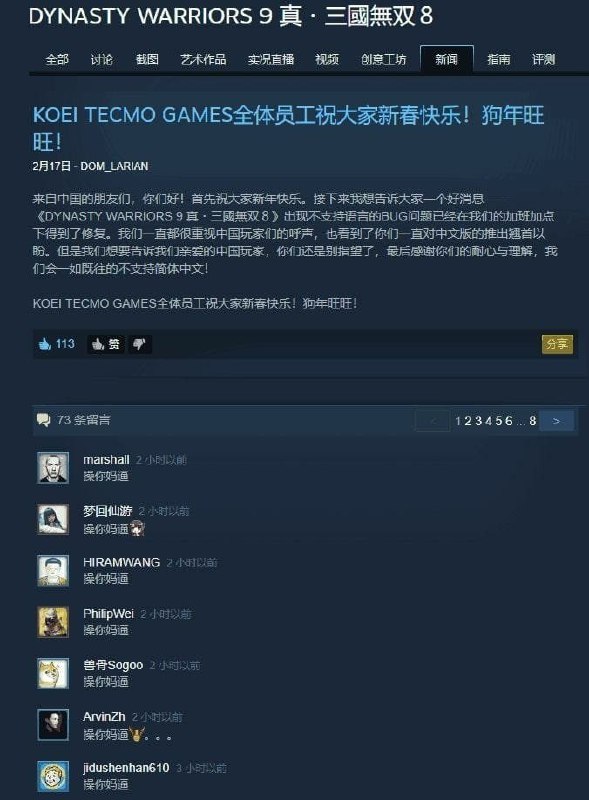 DYNASTY WARRIORS 9 真・三國無双８
全部 讨论 截图 艺术作品 实况直播 视频 创意工坊 新闻 指南 评测
KOEI TECMO GAMES全体员工祝大家新春快乐！狗年旺
旺！
2月17日 - DOM_LARIAN
来自中国的朋友们，你们好！首先祝大家新年快乐。接下来我想告诉大家一个好消息
《DYNASTY WARRIORS 9 真・三國無双８》出现不支持语言的BUG问题已经在我们的加班加点
下得到了修复。我们一直都很重视中国玩家们的呼声，也看到了你们一直对中文版的推出翘首以
盼。但是我们想要告诉我们亲爱的中国玩家，你们还是别指望了，最后感谢你们的耐心与理解，我
们会一如既往的不支持简体中文！
KOEI TECMO GAMES全体员工祝大家新春快乐！狗年旺旺！
113 赞 分享
73 条留言 < 1 2 3 4 5 6 ... 8 >
marshall 2 小时以前
操你妈逼
梦回仙游 2 小时以前
操你妈逼
HIRAMWANG 2 小时以前
操你妈逼
PhilipWei 2 小时以前
操你妈逼
兽骨Sogoo 2 小时以前
操你妈逼
ArvinZh 2 小时以前
操你妈逼。。。
jidushenhan610 3 小时以前
操你妈逼